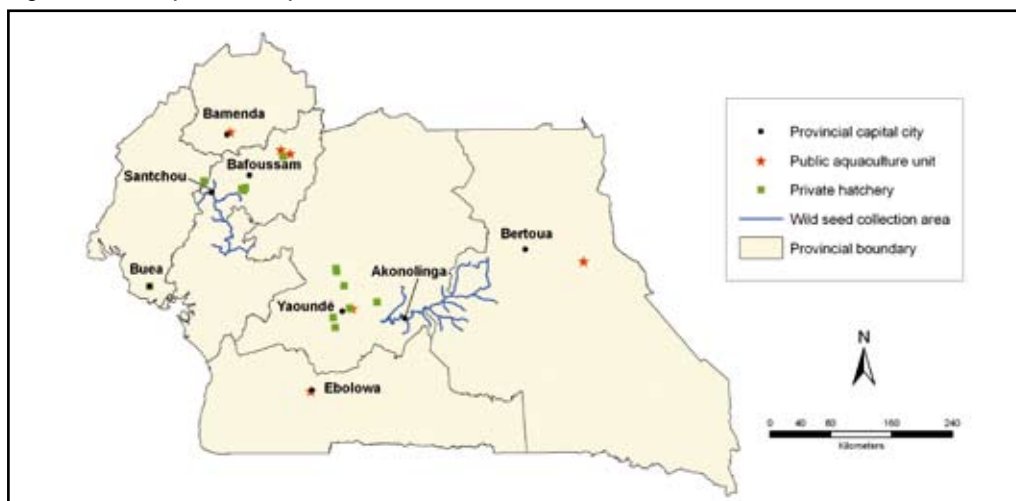 Bamenda
Bafoussam
Santchou
Bertoua
Buea
Akonolinga
Yaoundé
Ebolowa
Provincial capital city
Public aquaculture unit
Private hatchery
Wild seed collection area
Provincial boundary
N
0 40 80 160 240
Kilometers